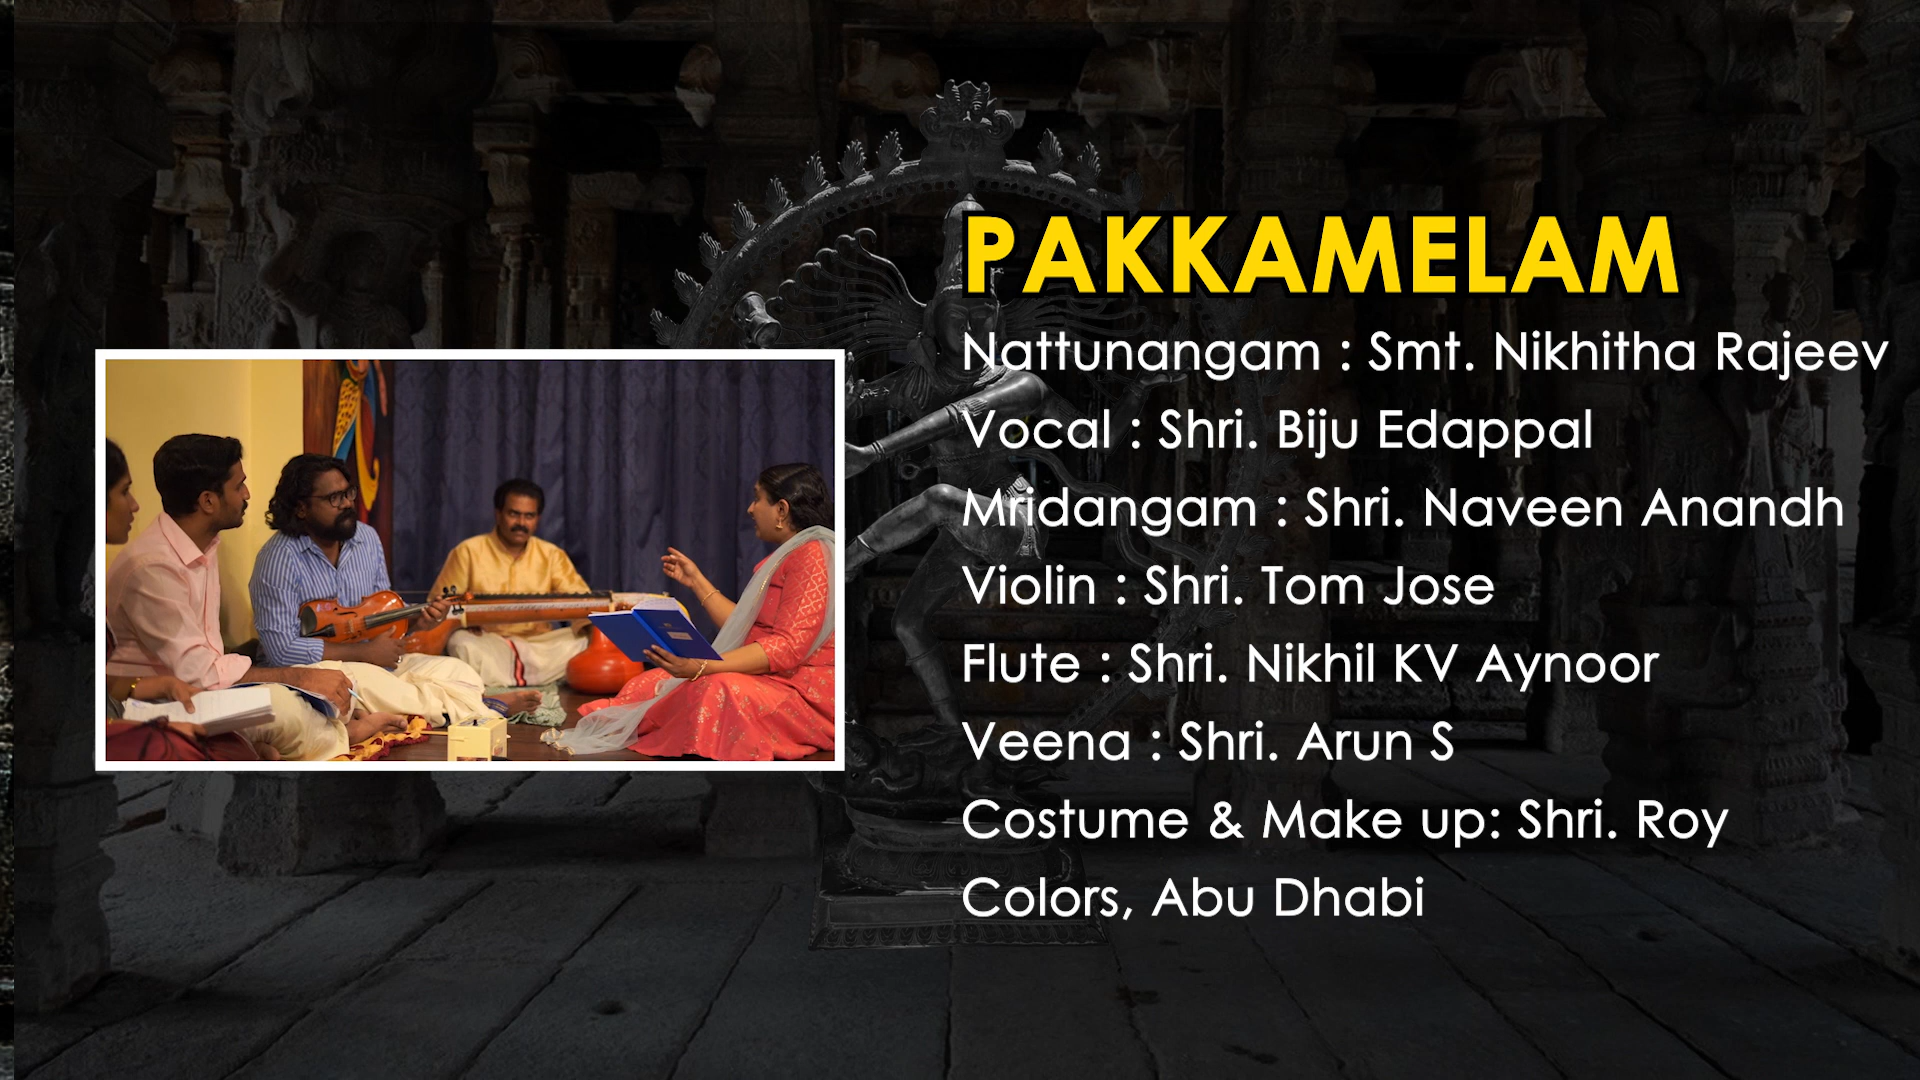 PAKKAMELAM
Nattunangam : Smt. Nikhitha Rajeev
Vocal : Shri. Biju Edappal
Mridangam : Shri. Naveen Anandh
Violin : Shri. Tom Jose
Flute : Shri. Nikhil KV Aynoor
Veena : Shri. Arun S
Costume & Make up: Shri. Roy
Colors, Abu Dhabi